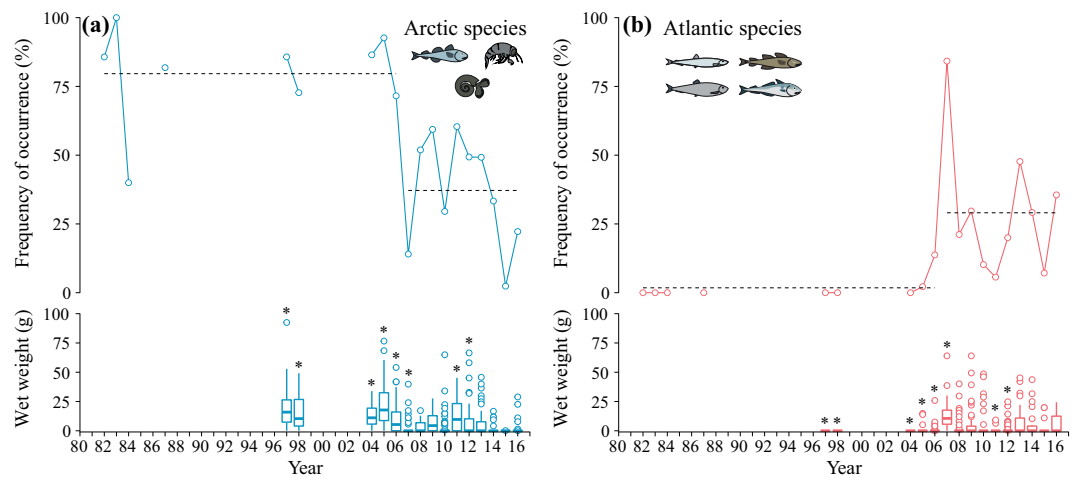 (a) Arctic species
Frequency of occurrence (%)
100
75
50
25
0
Wet weight (g)
100
75
50
25
0
* * * * * * * *
80 82 84 86 88 90 92 94 96 98 00 02 04 06 08 10 12 14 16
Year
(b) Atlantic species
Frequency of occurrence (%)
100
75
50
25
0
Wet weight (g)
100
75
50
25
0
* * * * * * * *
80 82 84 86 88 90 92 94 96 98 00 02 04 06 08 10 12 14 16
Year